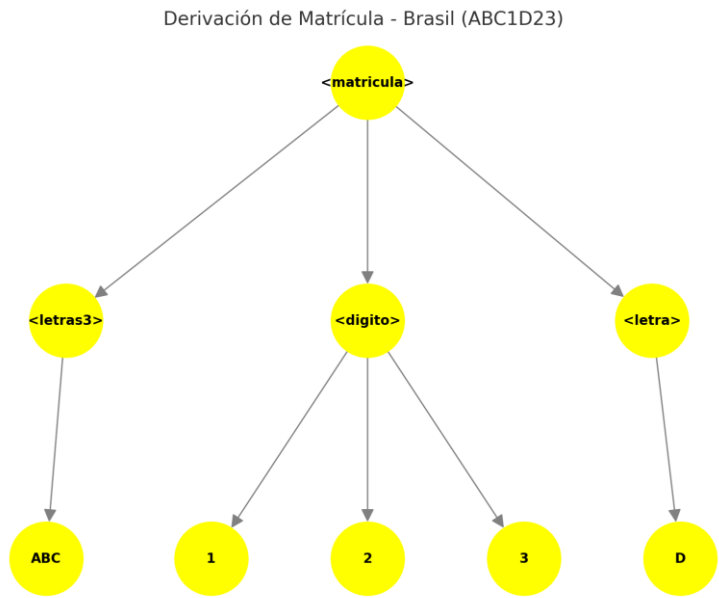 Derivación de Matrícula - Brasil (ABC1D23)
<matricula>
<letras3>
<digito>
<letra>
ABC
1
2
3
D